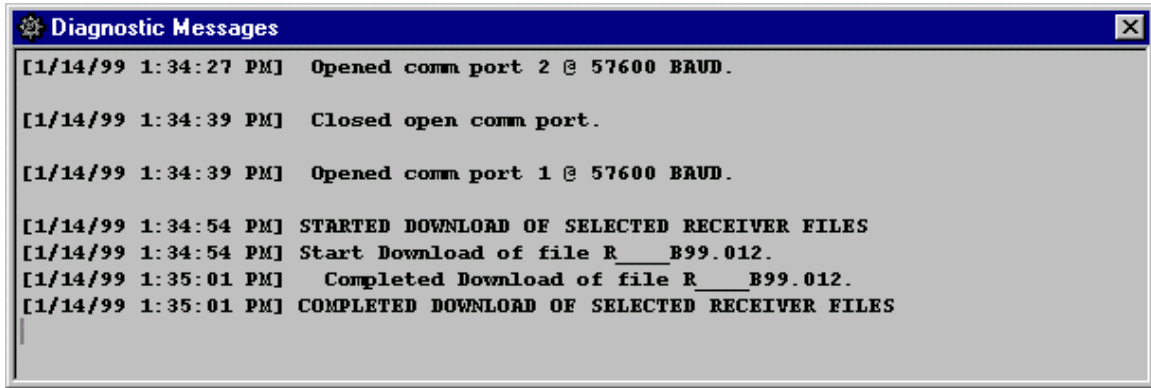 Diagnostic Messages
[1/14/99 1:34:27 PM]  Opened comm port 2 @ 57600 BAUD.
[1/14/99 1:34:39 PM]  Closed open comm port.
[1/14/99 1:34:39 PM]  Opened comm port 1 @ 57600 BAUD.
[1/14/99 1:34:54 PM] STARTED DOWNLOAD OF SELECTED RECEIVER FILES
[1/14/99 1:34:54 PM] Start Download of file R____B99.012.
[1/14/99 1:35:01 PM]   Completed Download of file R____B99.012.
[1/14/99 1:35:01 PM] COMPLETED DOWNLOAD OF SELECTED RECEIVER FILES